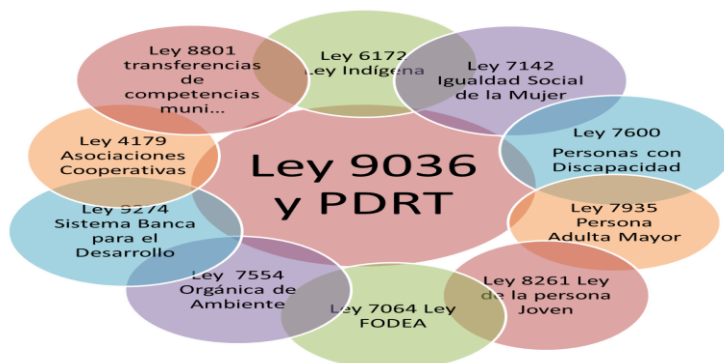 Ley 9036
y PDRT
Ley 6172
Ley Indígena
Ley 7142
Igualdad Social
de la Mujer
Ley 7600
Personas con
Discapacidad
Ley 7935
Persona
Adulta Mayor
Ley 8261 Ley
de la persona
Joven
Ley 7064 Ley
FODEA
Ley 7554
Orgánica de
Ambiente
Ley 9274
Sistema Banca
para el
Desarrollo
Ley 4179
Asociaciones
Cooperativas
Ley 8801
transferencias
de
competencias
muni...